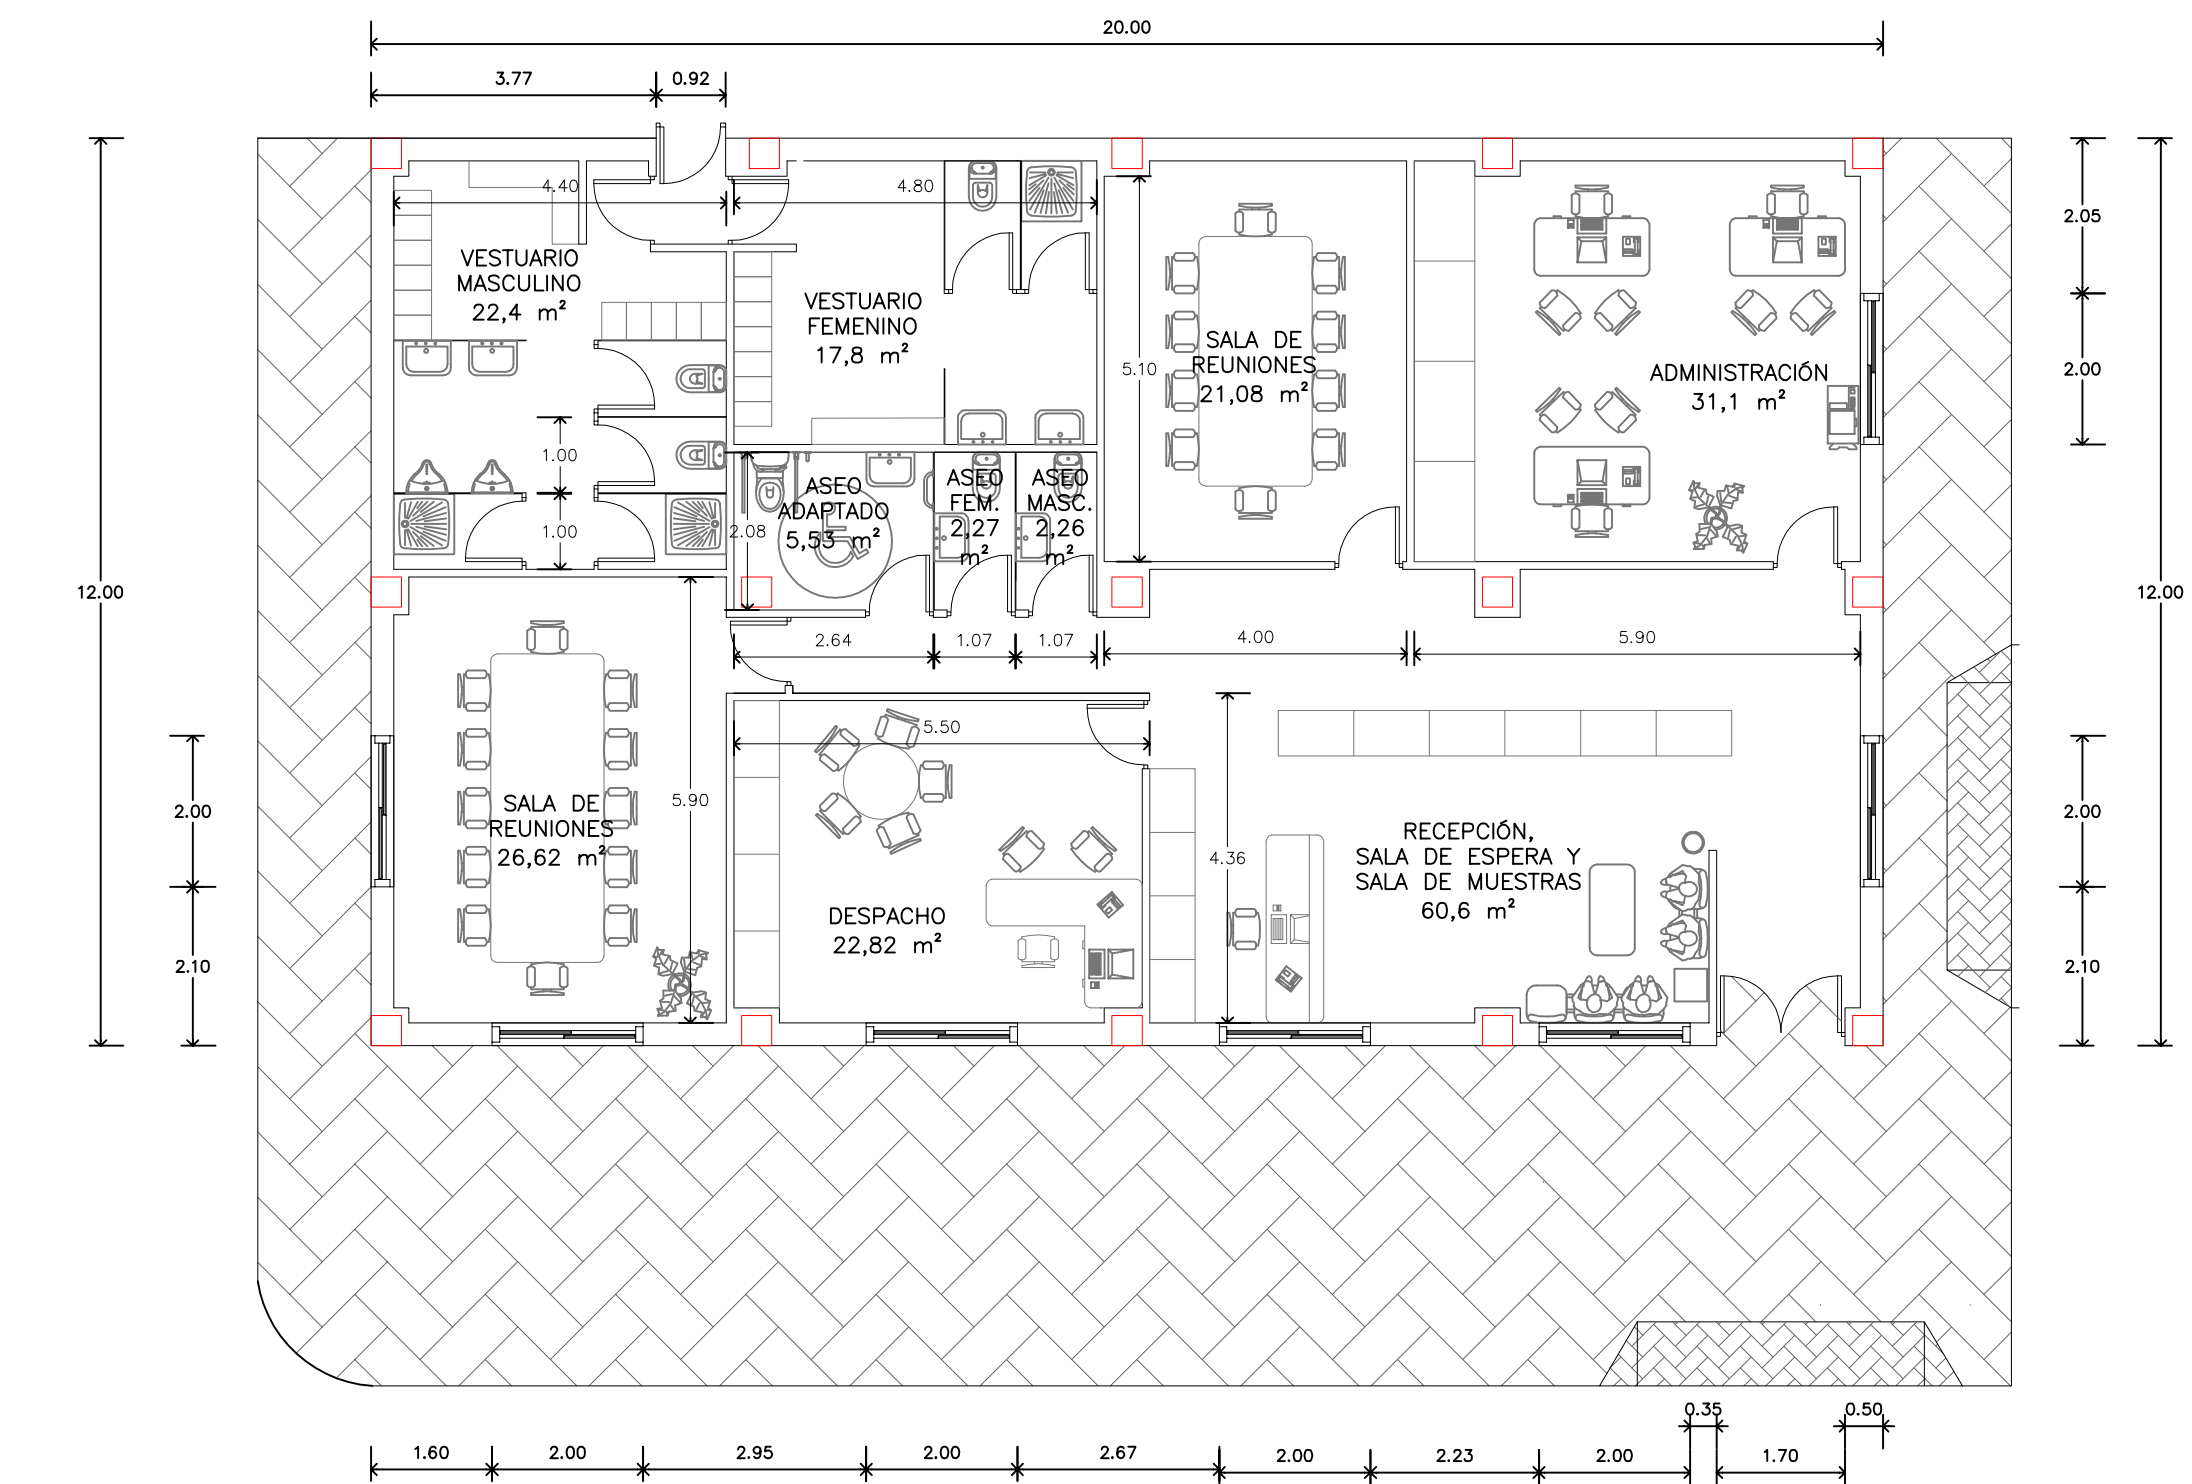 20.00
3.77
0.92
4.40
4.80
2.05
VESTUARIO
MASCULINO
22,4 m²
VESTUARIO
FEMENINO
17,8 m²
SALA DE
REUNIONES
21,08 m²
5.10
ADMINISTRACIÓN
31,1 m²
2.00
1.00
1.00
ASEO
ADAPTADO
5,53 m²
2.08
ASEO
FEM.
2,27
m²
ASEO
MASC.
2,26
m²
12.00
12.00
2.64
1.07
1.07
4.00
5.90
5.50
5.90
SALA DE
REUNIONES
26,62 m²
2.00
2.10
DESPACHO
22,82 m²
4.36
RECEPCIÓN,
SALA DE ESPERA Y
SALA DE MUESTRAS
60,6 m²
2.00
2.10
0.35
0.50
1.60
2.00
2.95
2.00
2.67
2.00
2.23
2.00
1.70